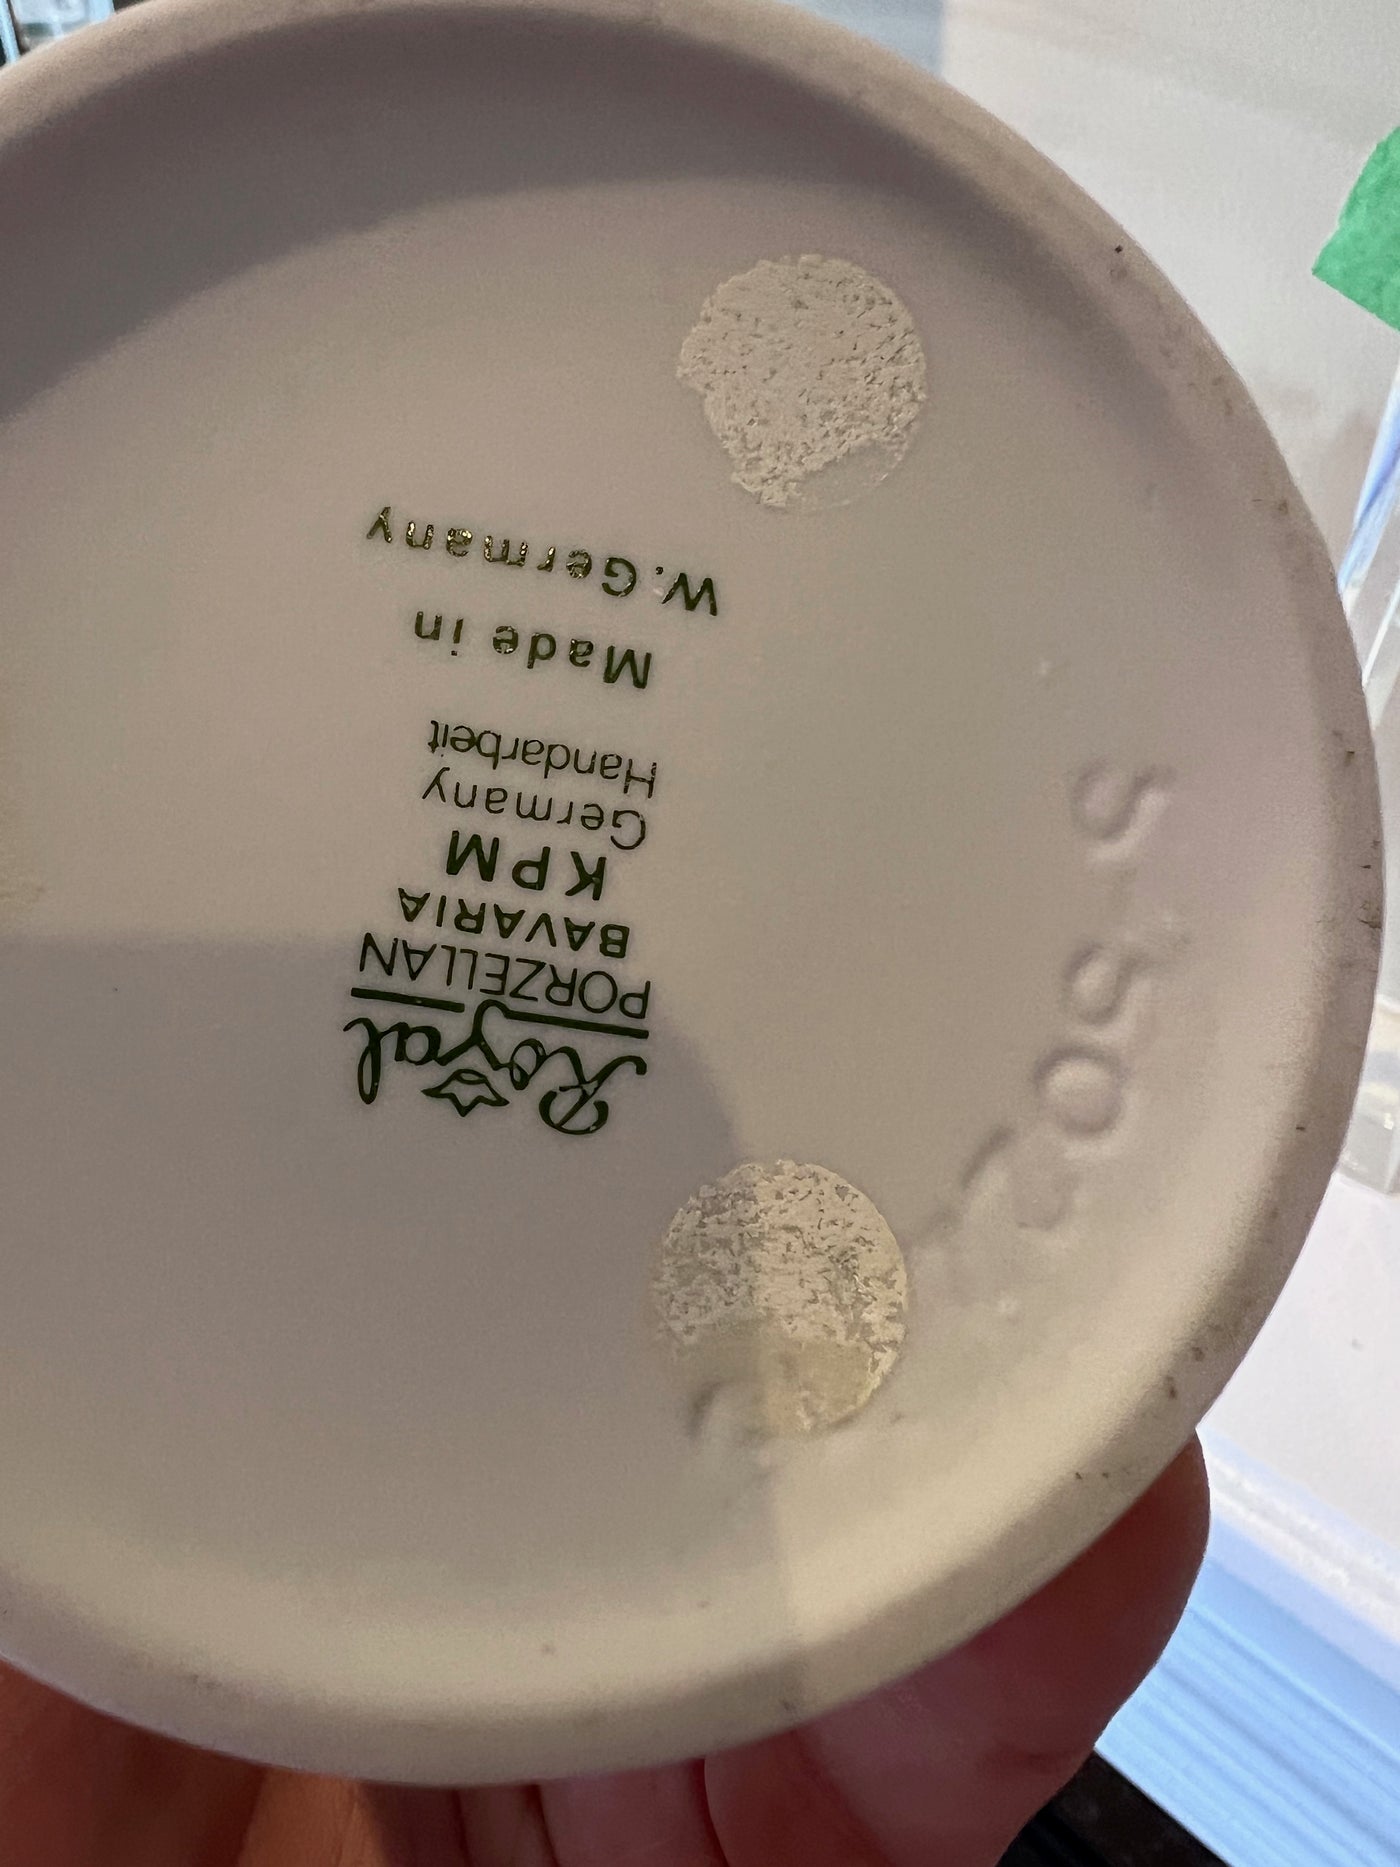 Royal
PORZELLAN
BAVARIA
KPM
Germany
Handarbeit
Made in
W.Germany